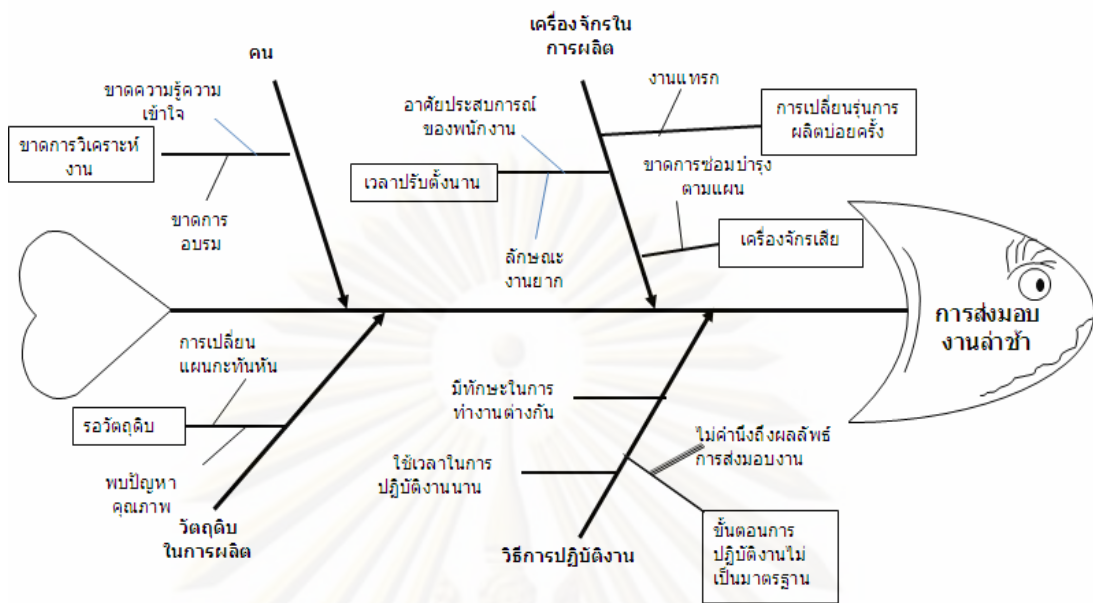 คน
ขาดความรู้ความ
เข้าใจ
ขาดการวิเคราะห์
งาน
ขาดการ
อบรม
เครื่องจักรใน
การผลิต
งานแทรก
การเปลี่ยนรุ่นการ
ผลิตบ่อยครั้ง
อาศัยประสบการณ์
ของพนักงาน
เวลาปรับตั้งนาน
ลักษณะ
งานยาก
ขาดการซ่อมบำรุง
ตามแผน
เครื่องจักรเสีย
การส่งมอบ
งานล่าช้า
การเปลี่ยน
แผนกะทันหัน
รอวัตถุดิบ
พบปัญหา
คุณภาพ
วัตถุดิบ
ในการผลิต
มีทักษะในการ
ทำงานต่างกัน
ใช้เวลาในการ
ปฏิบัติงานนาน
ไม่คำนึงถึงผลลัพธ์
การส่งมอบงาน
ขั้นตอนการ
ปฏิบัติงานไม่
เป็นมาตรฐาน
วิธีการปฏิบัติงาน